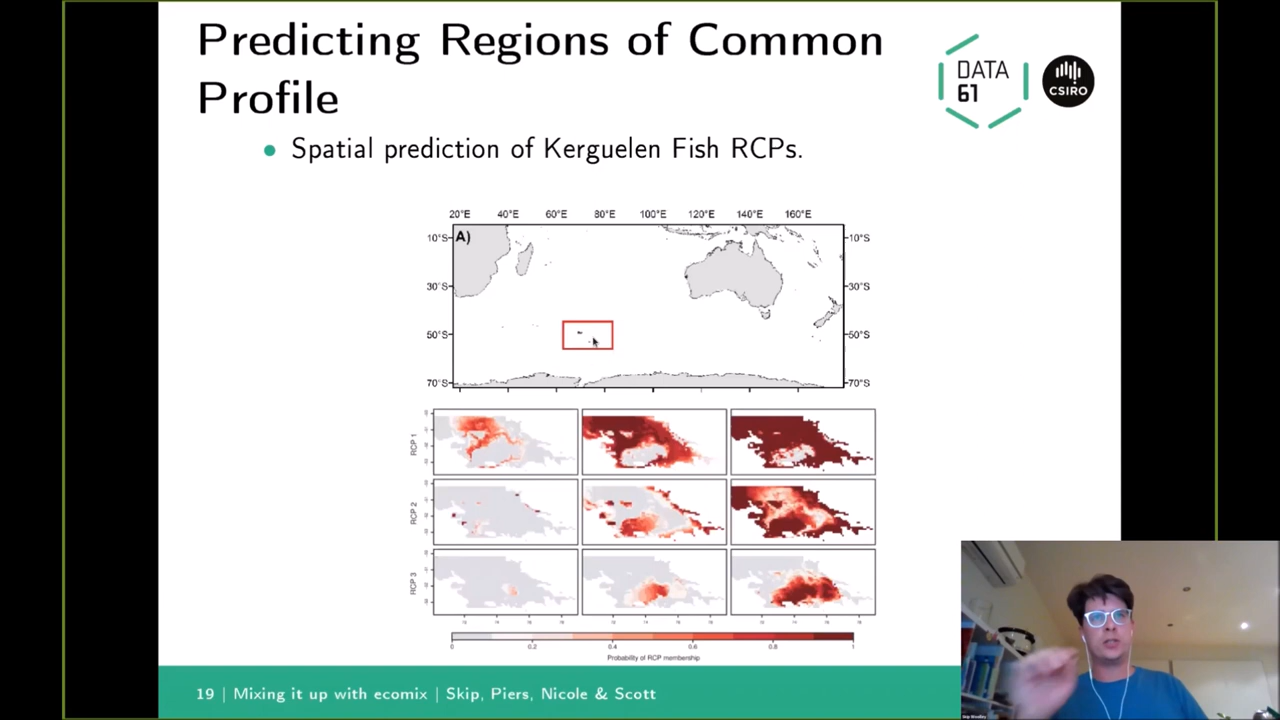 Predicting Regions of Common
Profile
DATA
61
CSIRO
• Spatial prediction of Kerguelen Fish RCPs.
20°E 40°E 60°E 80°E 100°E 120°E 140°E 160°E
A)
10°S 10°S
30°S 30°S
50°S 50°S
70°S 70°S
RCP 1
RCP 2
RCP 3
0 0.2 0.4 0.6 0.8 1
Probability of RCP membership
19 | Mixing it up with ecomix | Skip, Piers, Nicole & Scott